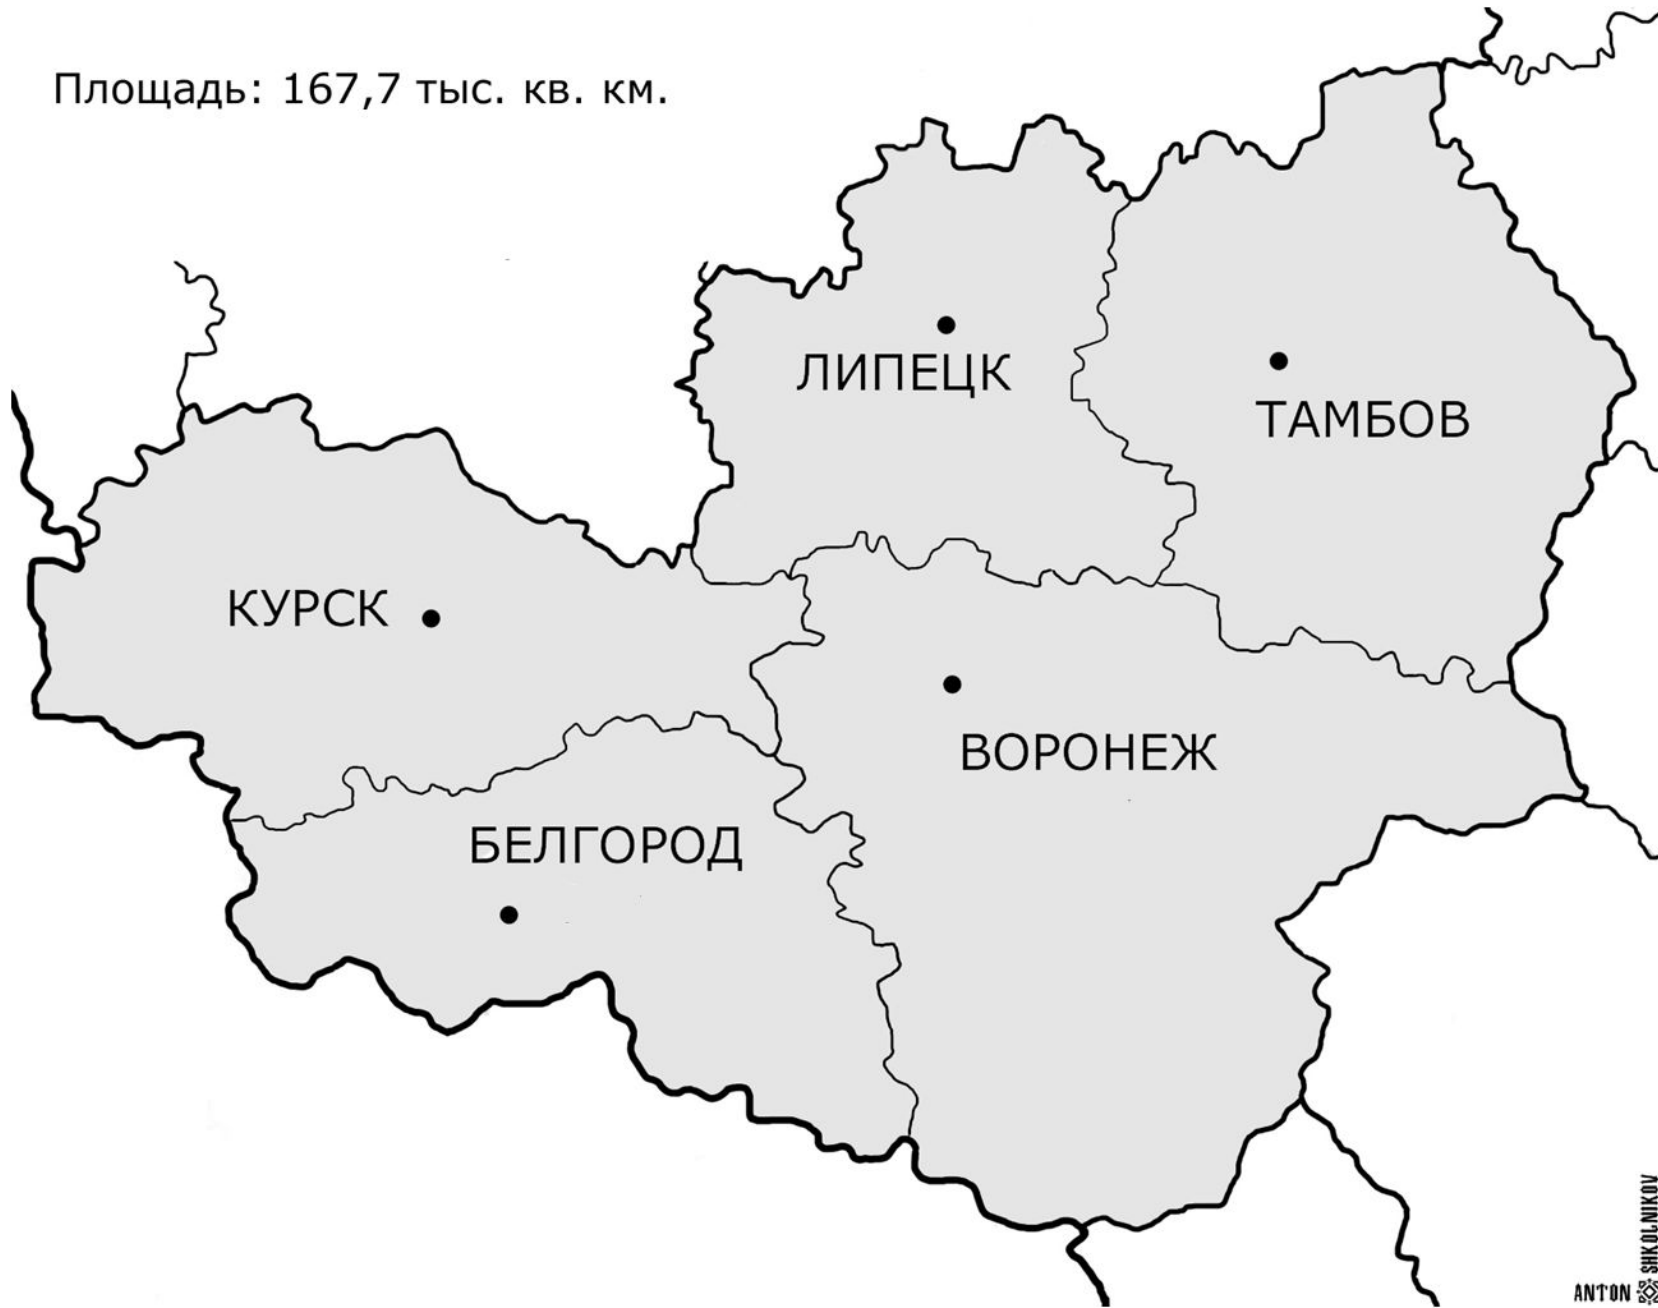 Площадь: 167,7 тыс. кв. км.
ЛИПЕЦК
ТАМБОВ
КУРСК
ВОРОНЕЖ
БЕЛГОРОД
ANTON
SHKOLNIKOV